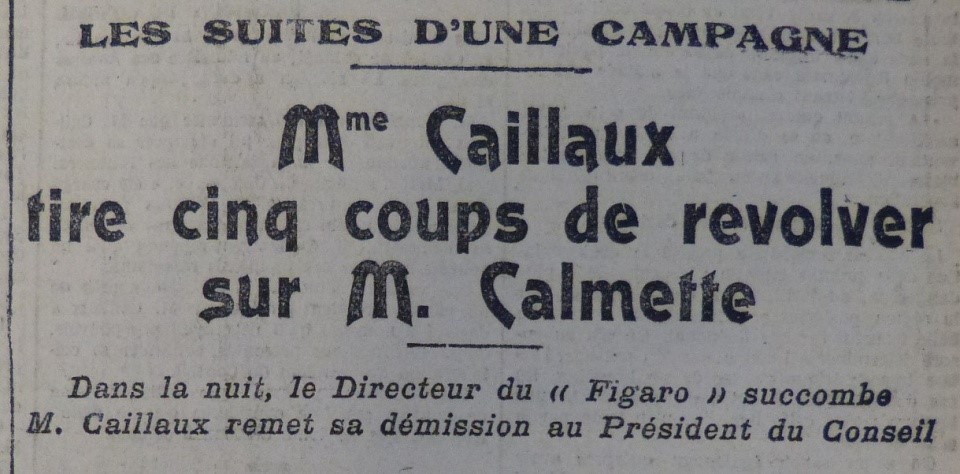 LES SUITES D'UNE CAMPAGNE
Mme Caillaux
tire cinq coups de revolver
sur M. Calmette
Dans la nuit, le Directeur du « Figaro » succombe
M. Caillaux remet sa démission au Président du Conseil